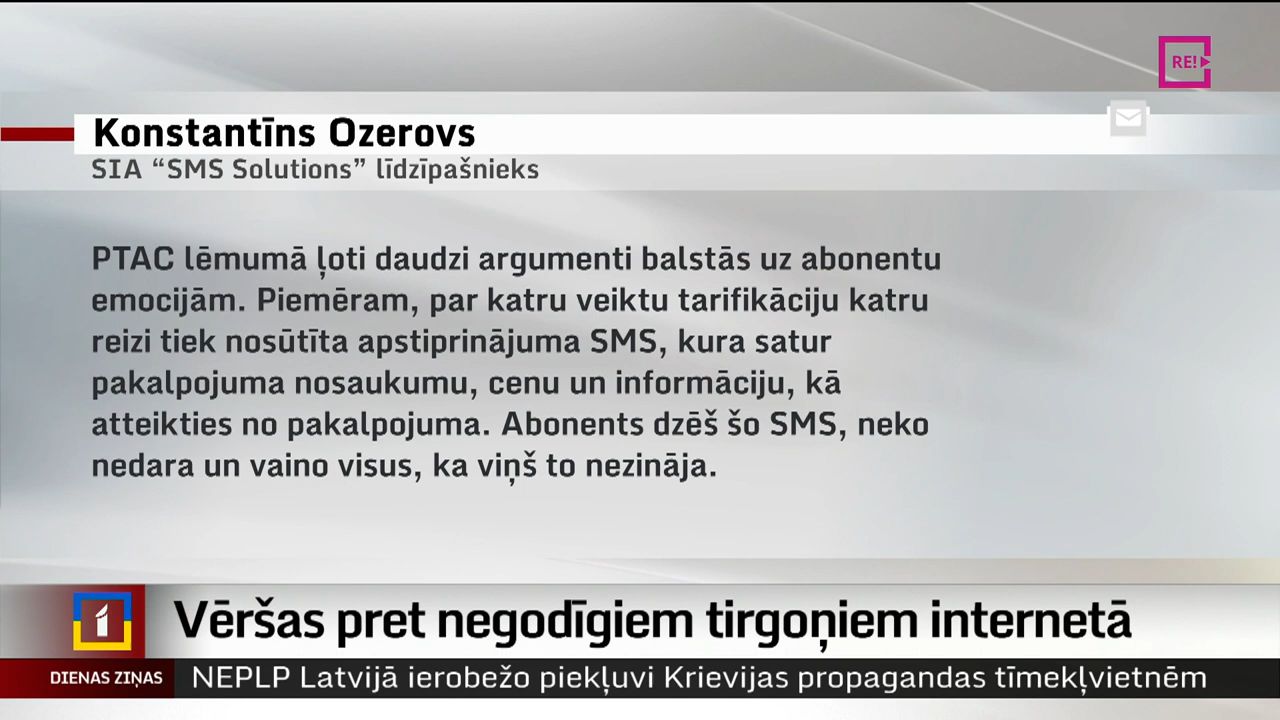 RE!
Konstantīns Ozerovs
SIA “SMS Solutions” līdzīpašnieks
PTAC lēmumā ļoti daudzi argumenti balstās uz abonentu
emocijām. Piemēram, par katru veiktu tarifikāciju katru
reizi tiek nosūtīta apstiprinājuma SMS, kura satur
pakalpojuma nosaukumu, cenu un informāciju, kā
atteikties no pakalpojuma. Abonents dzēš šo SMS, neko
nedara un vaino visus, ka viņš to nezināja.
1
Vēršas pret negodīgiem tirgoņiem internetā
DIENAS ZIŅAS
NEPLP Latvijā ierobežo piekļuvi Krievijas propagandas tīmekļvietnēm